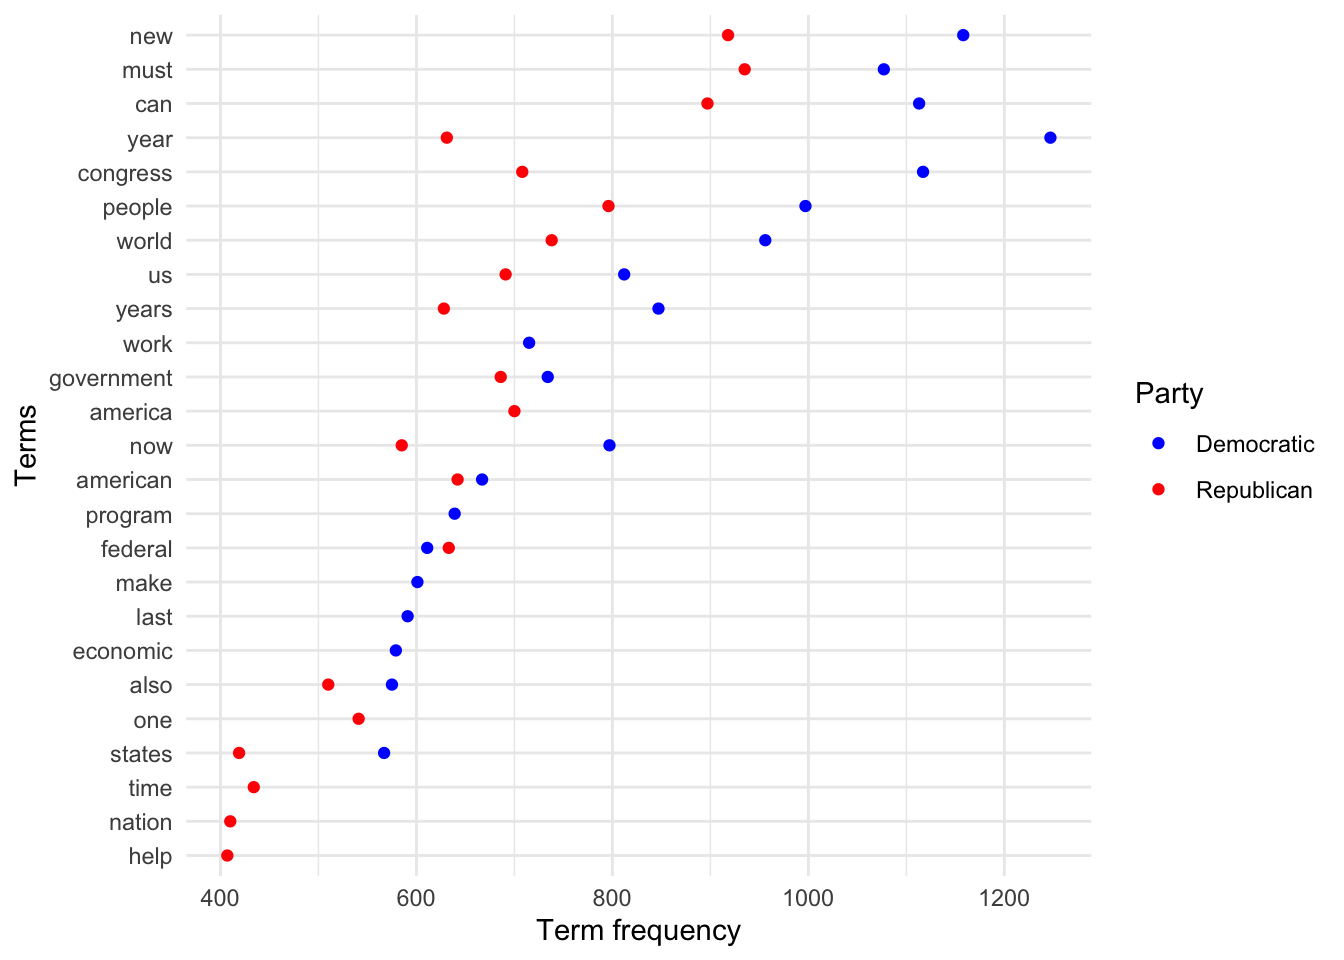 new
must
can
year
congress
people
world
us
years
work
government
america
now
american
program
federal
make
last
economic
also
one
states
time
nation
help
Terms
400 600 800 1000 1200
Term frequency
Party
Democratic
Republican